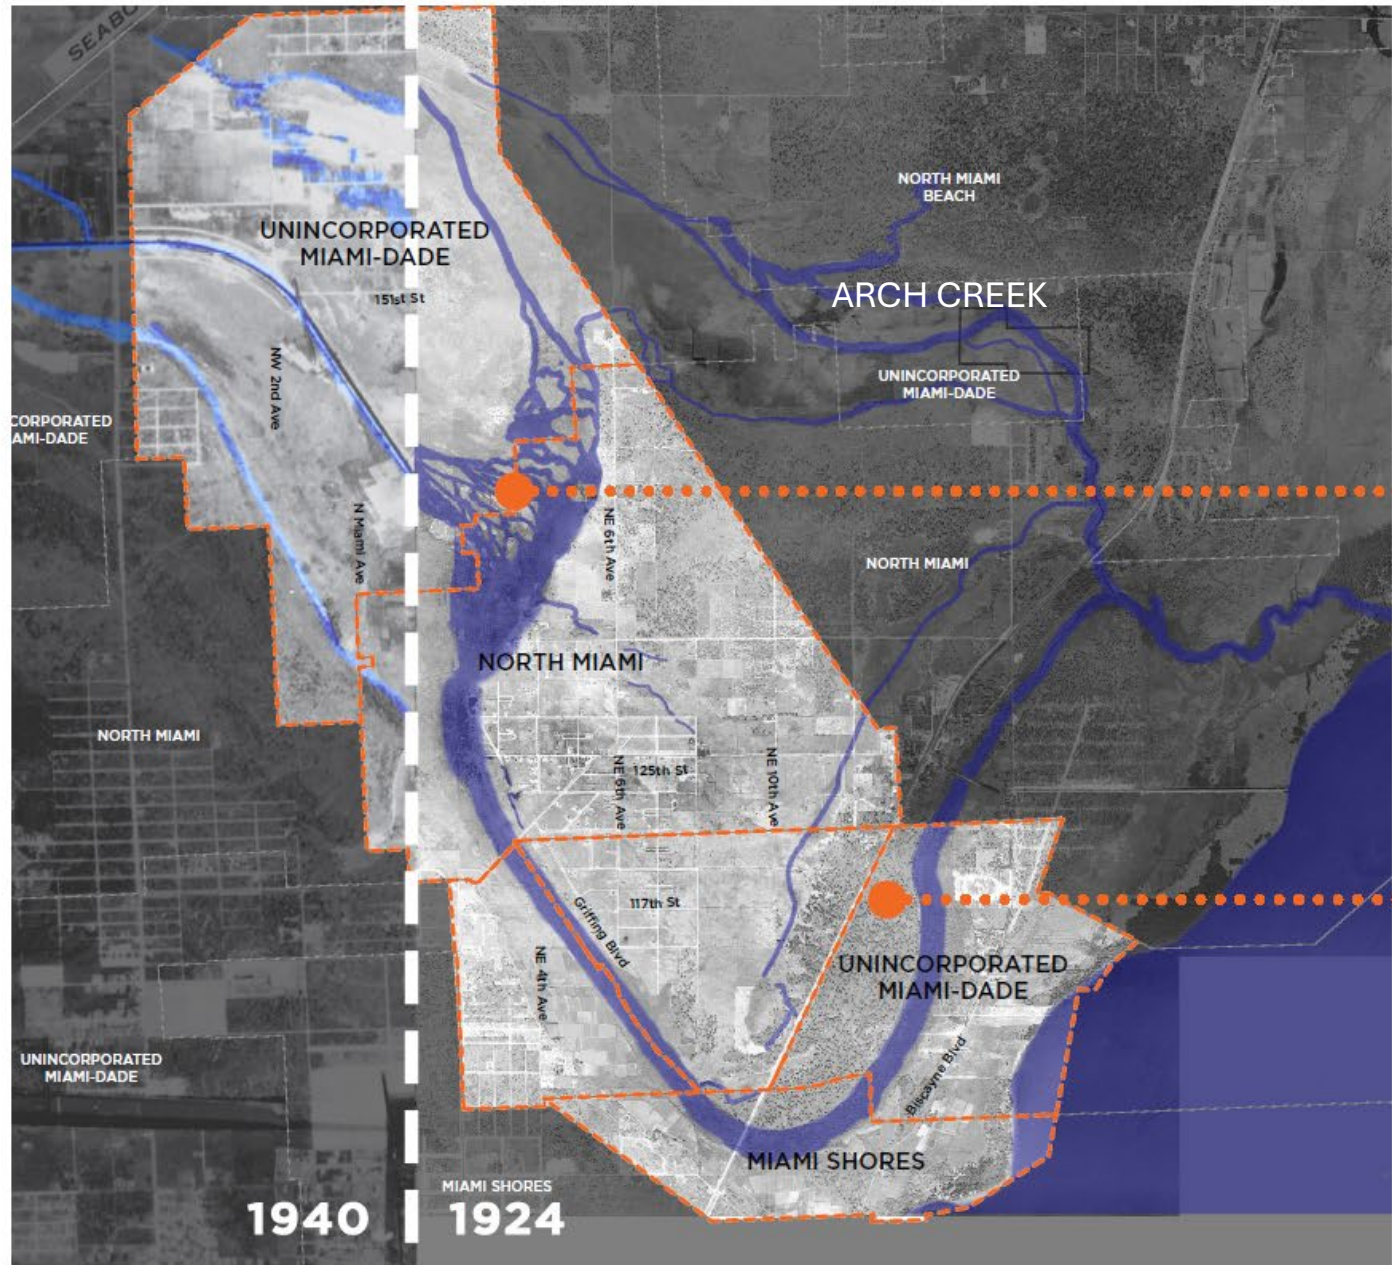 SEABO
NORTH MIAMI
BEACH
UNINCORPORATED
MIAMI-DADE
ARCH CREEK
151st St
NW 2nd Ave
UNINCORPORATED
MIAMI-DADE
CORPORATED
AMI-DADE
N Miami Ave
NE 6th Ave
NORTH MIAMI
NORTH MIAMI
NORTH MIAMI
125th St
NE 6th Ave
NE 10th Ave
117th St
Griffing Blvd
NE 4th Ave
UNINCORPORATED
MIAMI-DADE
Biscayne Blvd
UNINCORPORATED
MIAMI-DADE
MIAMI SHORES
MIAMI SHORES
1940
1924